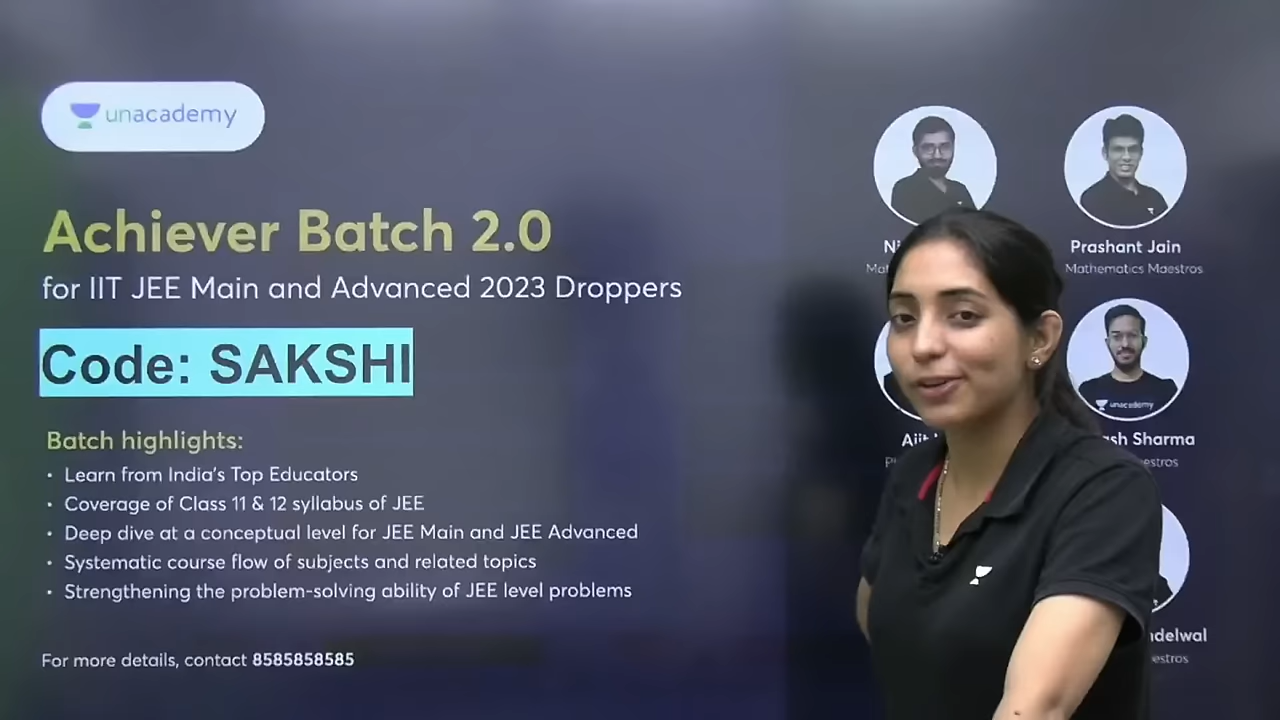 unacademy
Achiever Batch 2.0
for IIT JEE Main and Advanced 2023 Droppers
Code: SAKSHI
Batch highlights:
• Learn from India's Top Educators
• Coverage of Class 11 & 12 syllabus of JEE
• Deep dive at a conceptual level for JEE Main and JEE Advanced
• Systematic course flow of subjects and related topics
• Strengthening the problem-solving ability of JEE level problems
For more details, contact 8585858585
Prashant Jain
Mathematics Maestros
unacademy
Sharma